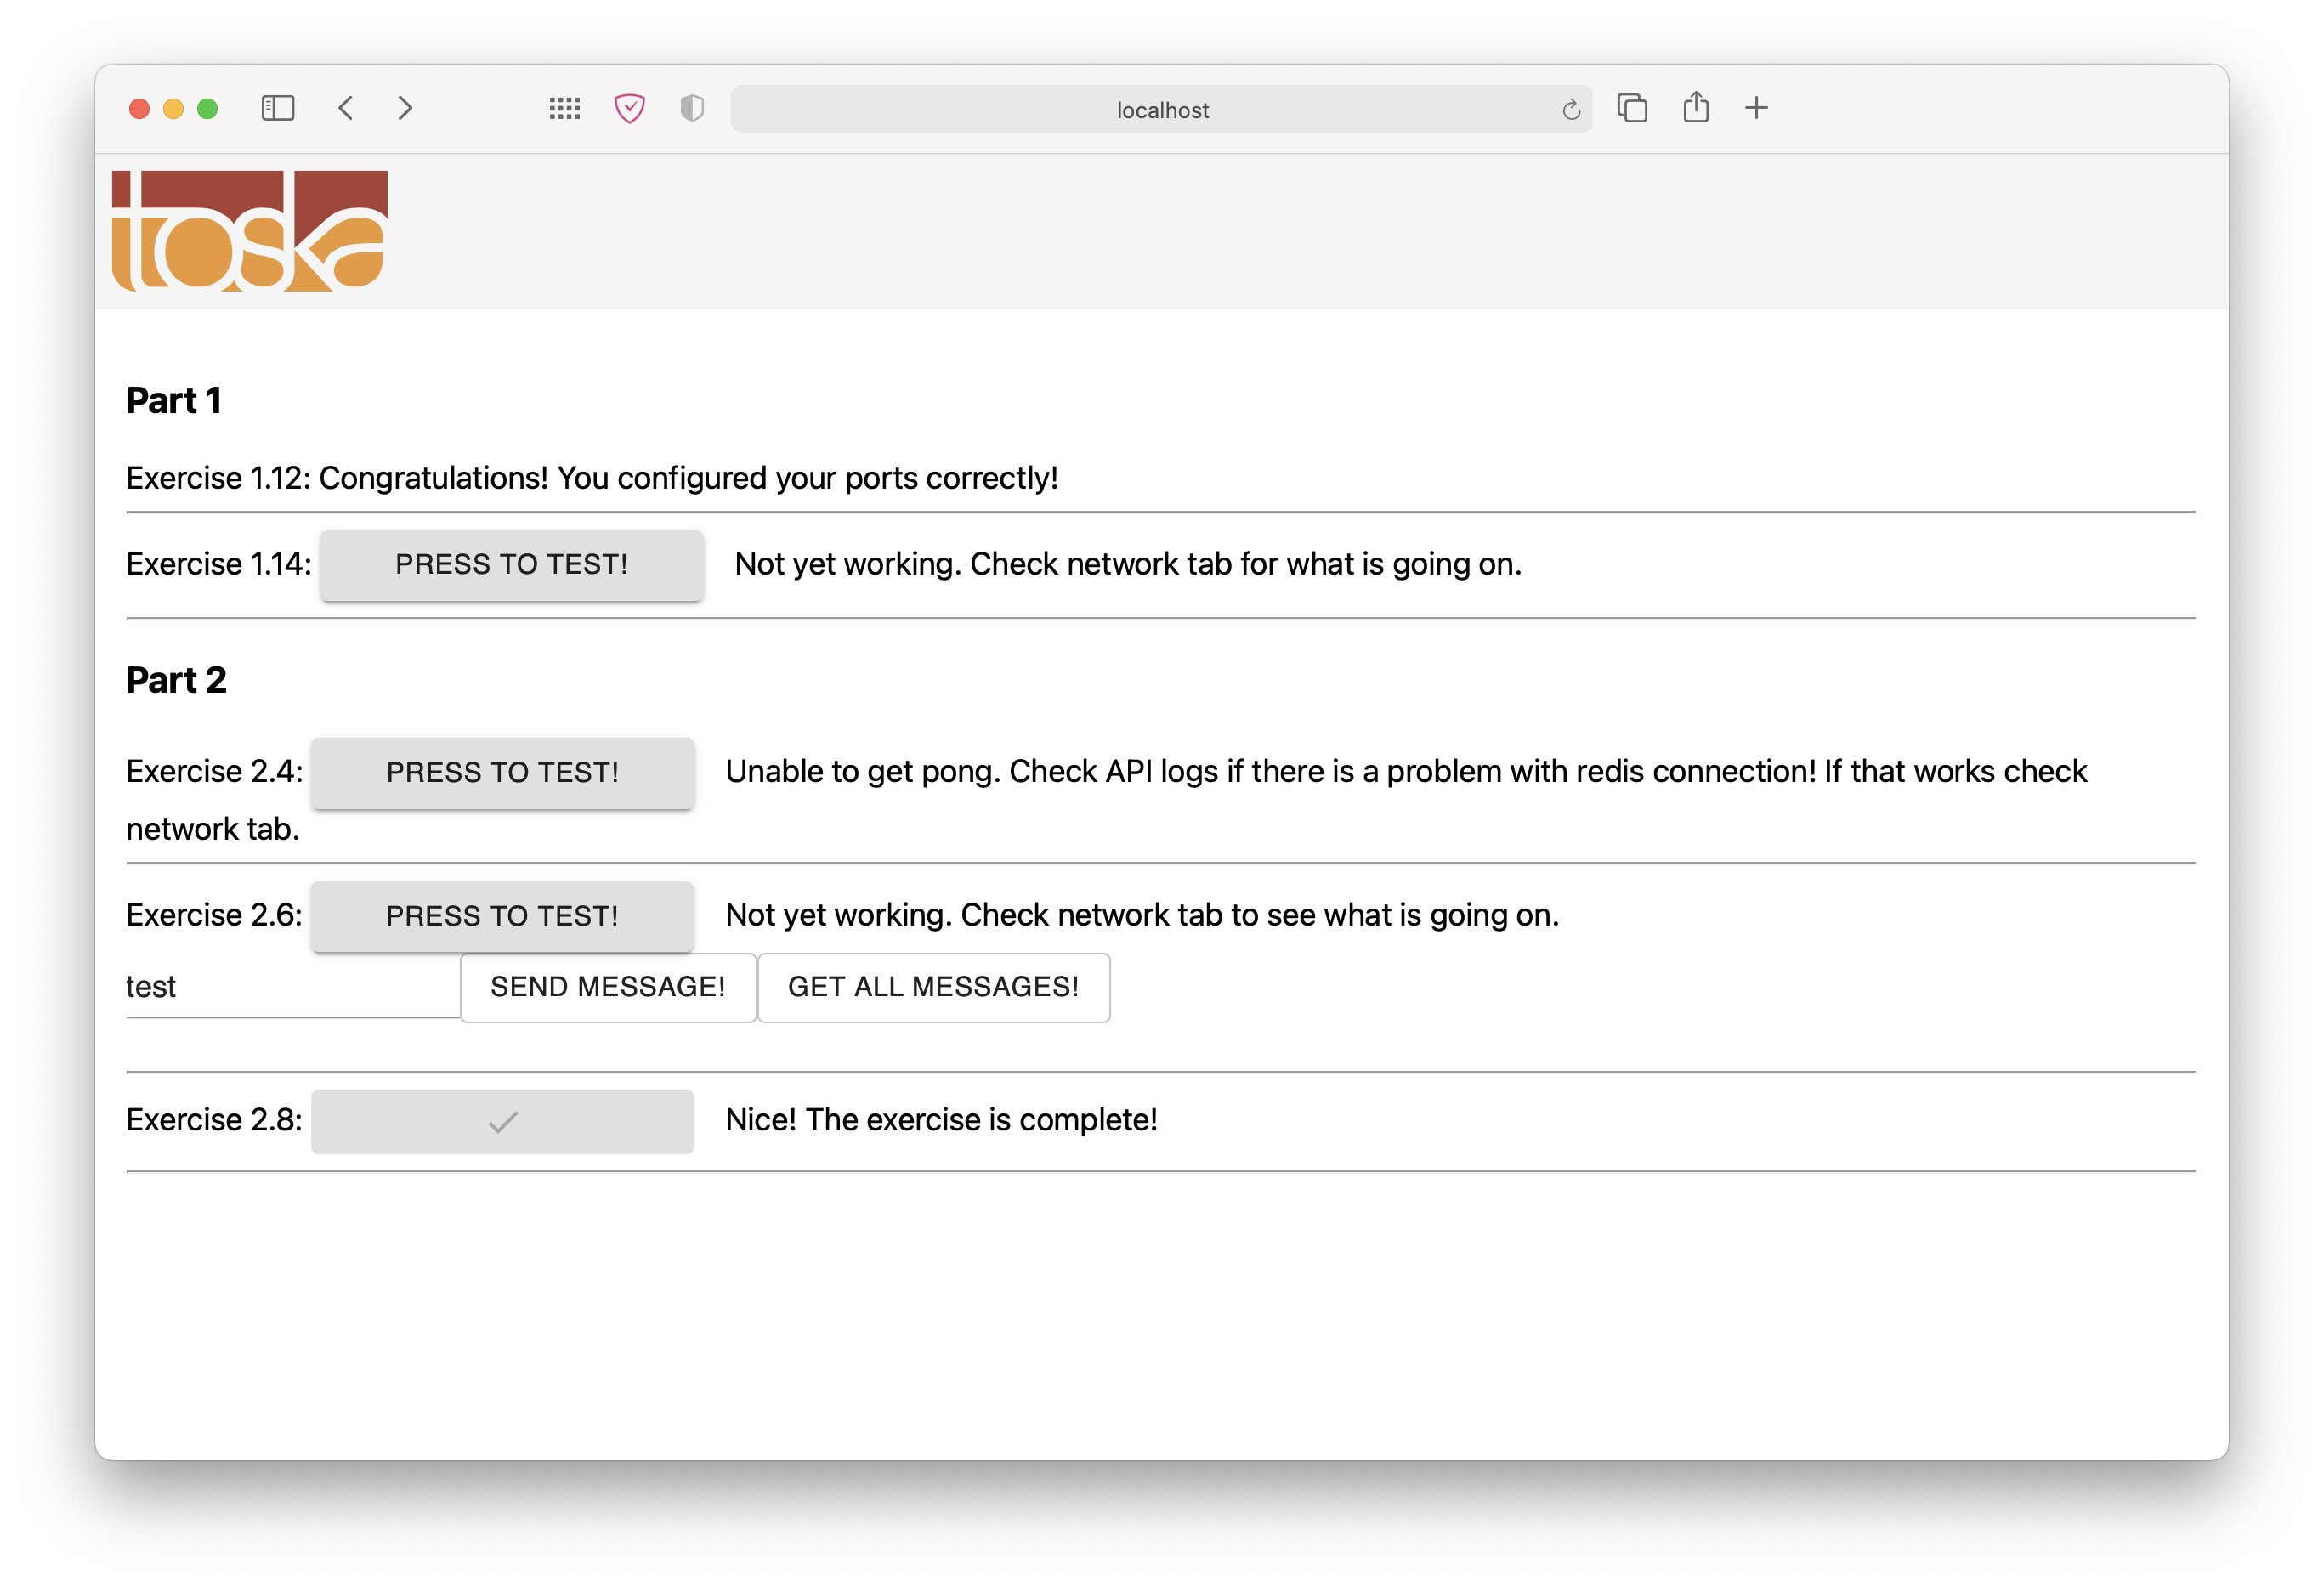 localhost
toska
Part 1
Exercise 1.12: Congratulations! You configured your ports correctly!
Exercise 1.14: PRESS TO TEST! Not yet working. Check network tab for what is going on.
Part 2
Exercise 2.4: PRESS TO TEST! Unable to get pong. Check API logs if there is a problem with redis connection! If that works check
network tab.
Exercise 2.6: PRESS TO TEST! Not yet working. Check network tab to see what is going on.
test SEND MESSAGE! GET ALL MESSAGES!
Exercise 2.8: Nice! The exercise is complete!